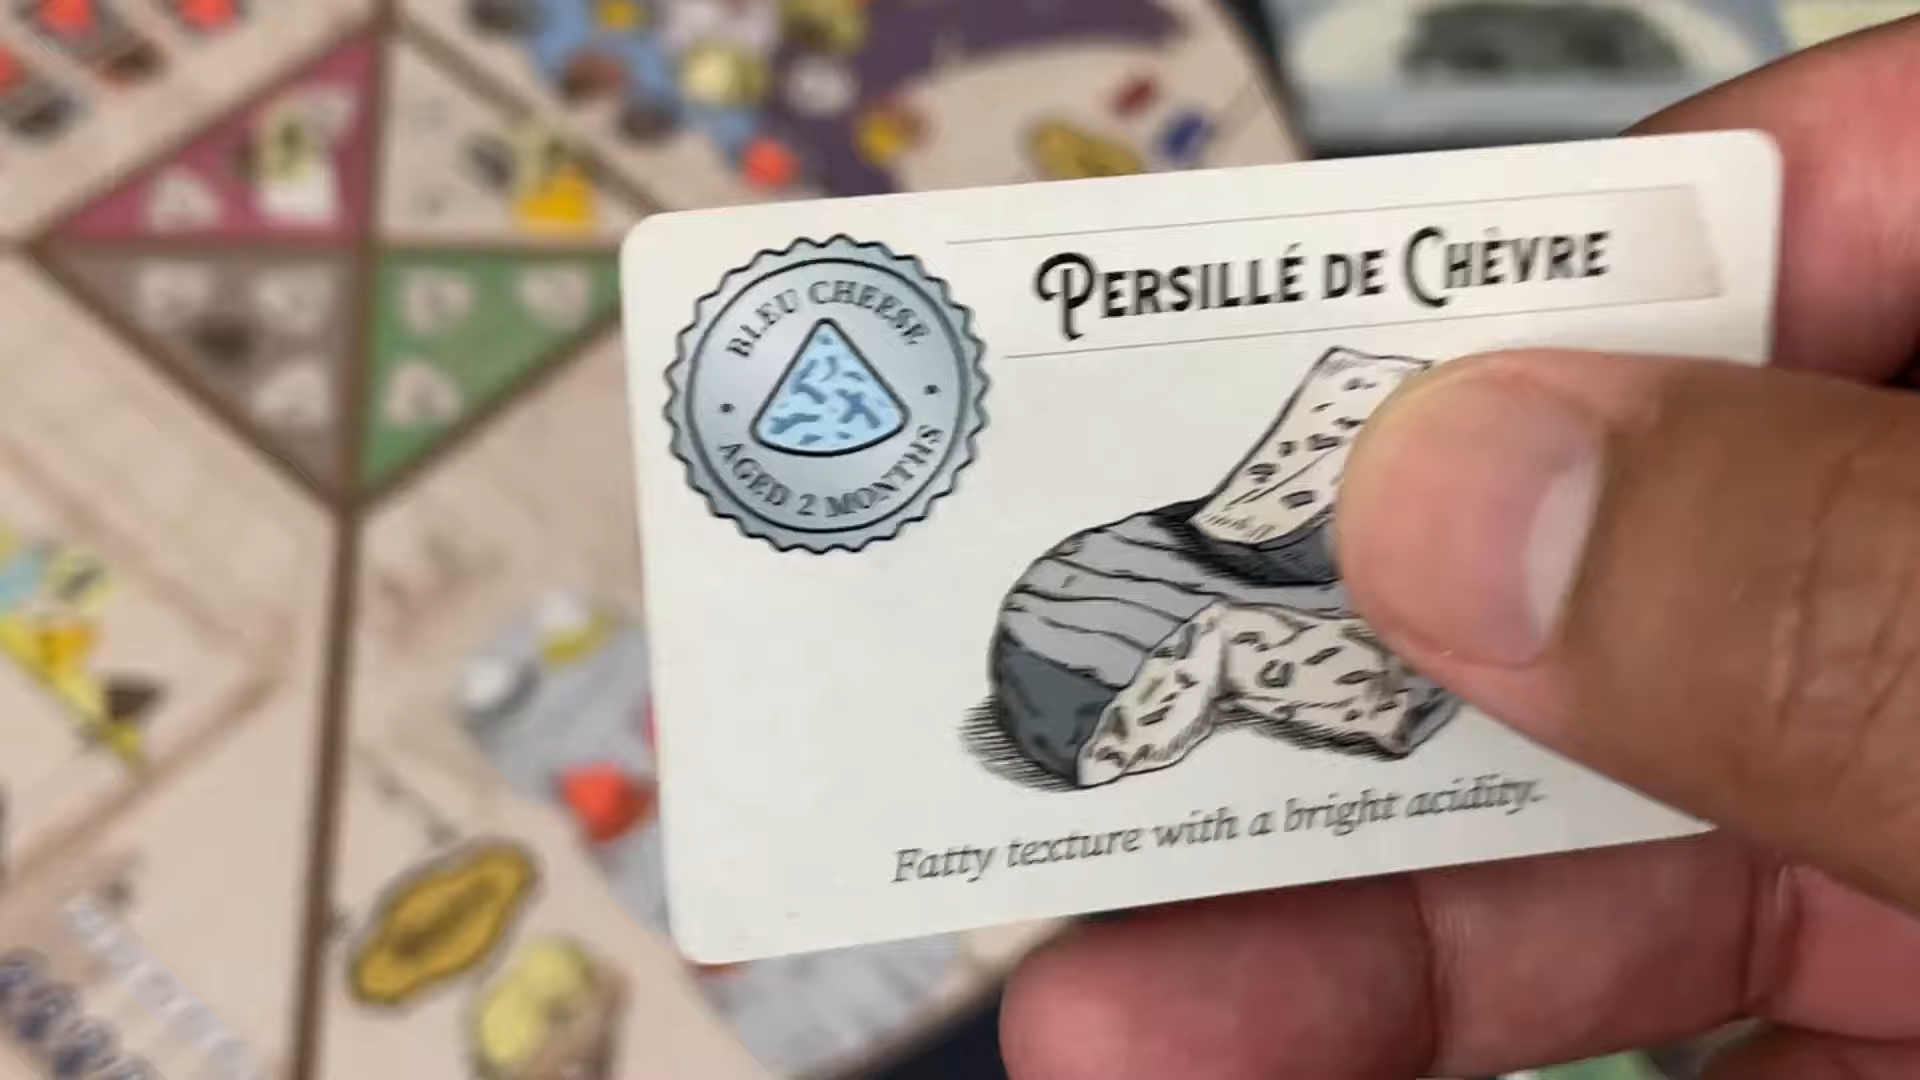 BLEU CHEESE
AGED 2 MONTHS
PERSILLÉ DE CHÈVRE
Fatty texture with a bright acidity.